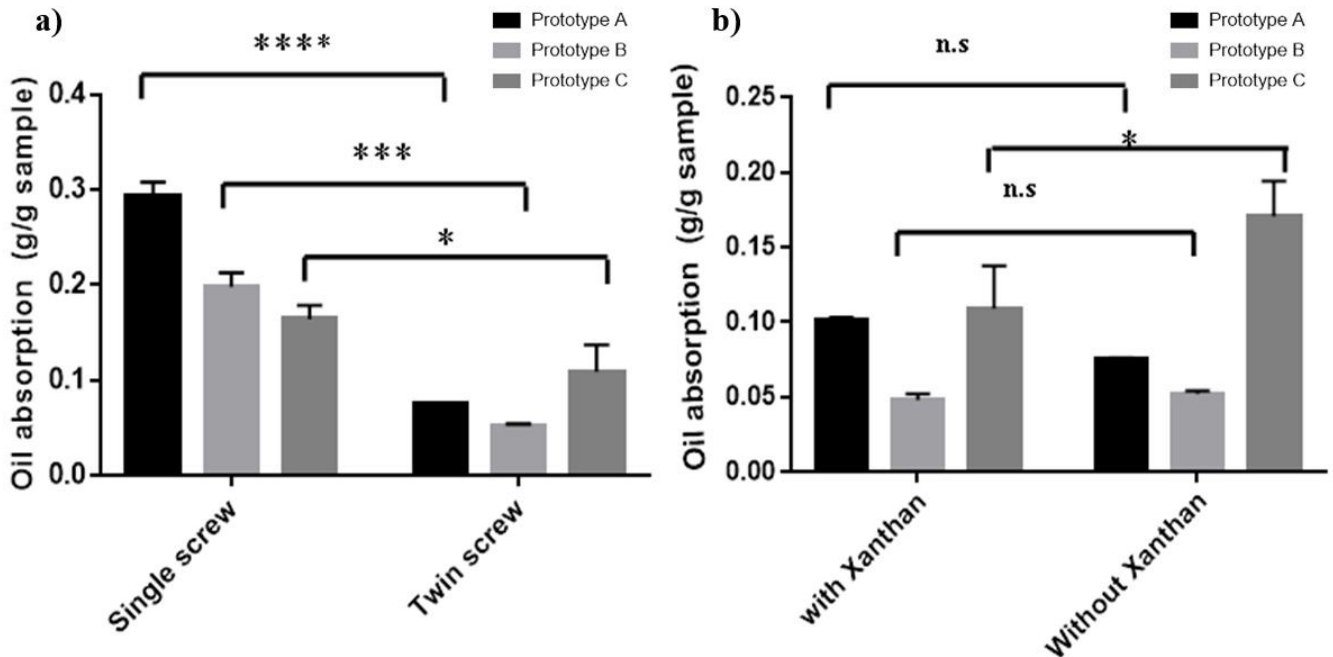 a)
Prototype A
Prototype B
Prototype C
****
***
*
Oil absorption (g/g sample)
0.4
0.3
0.2
0.1
0.0
Single screw
Twin screw
b)
Prototype A
Prototype B
Prototype C
n.s
*
n.s
Oil absorption (g/g sample)
0.25
0.20
0.15
0.10
0.05
0.00
with Xanthan
Without Xanthan